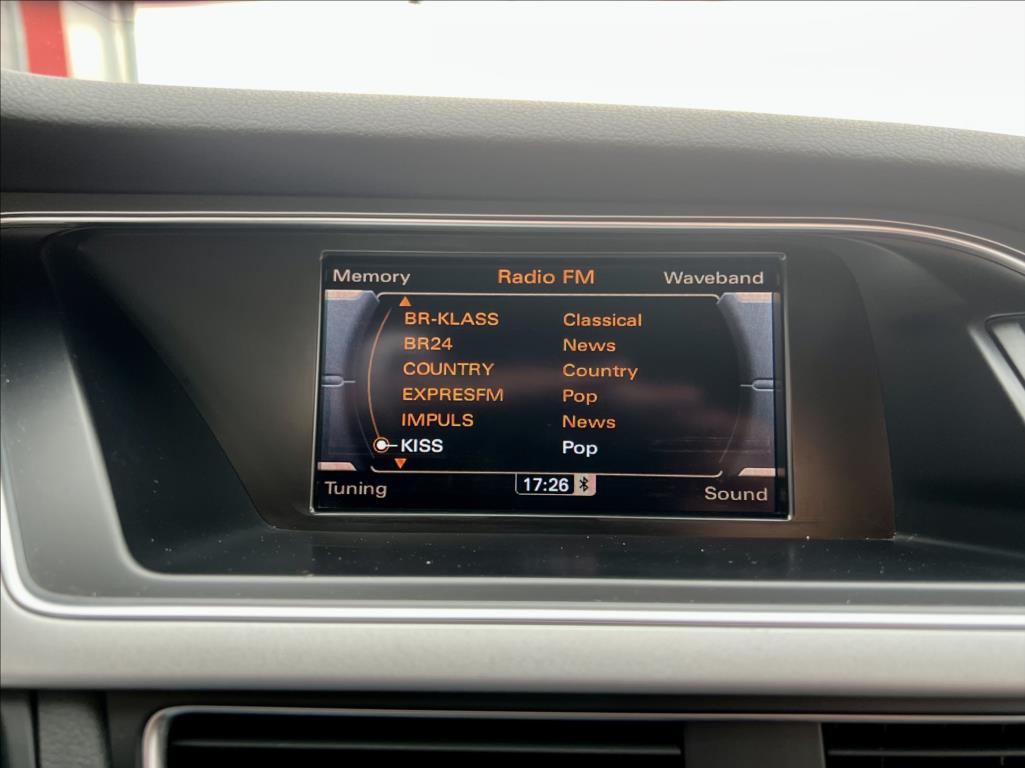 Memory Radio FM Waveband
BR-KLASS Classical
BR24 News
COUNTRY Country
EXPRESFM Pop
IMPULS News
KISS Pop
Tuning 17:26 Sound